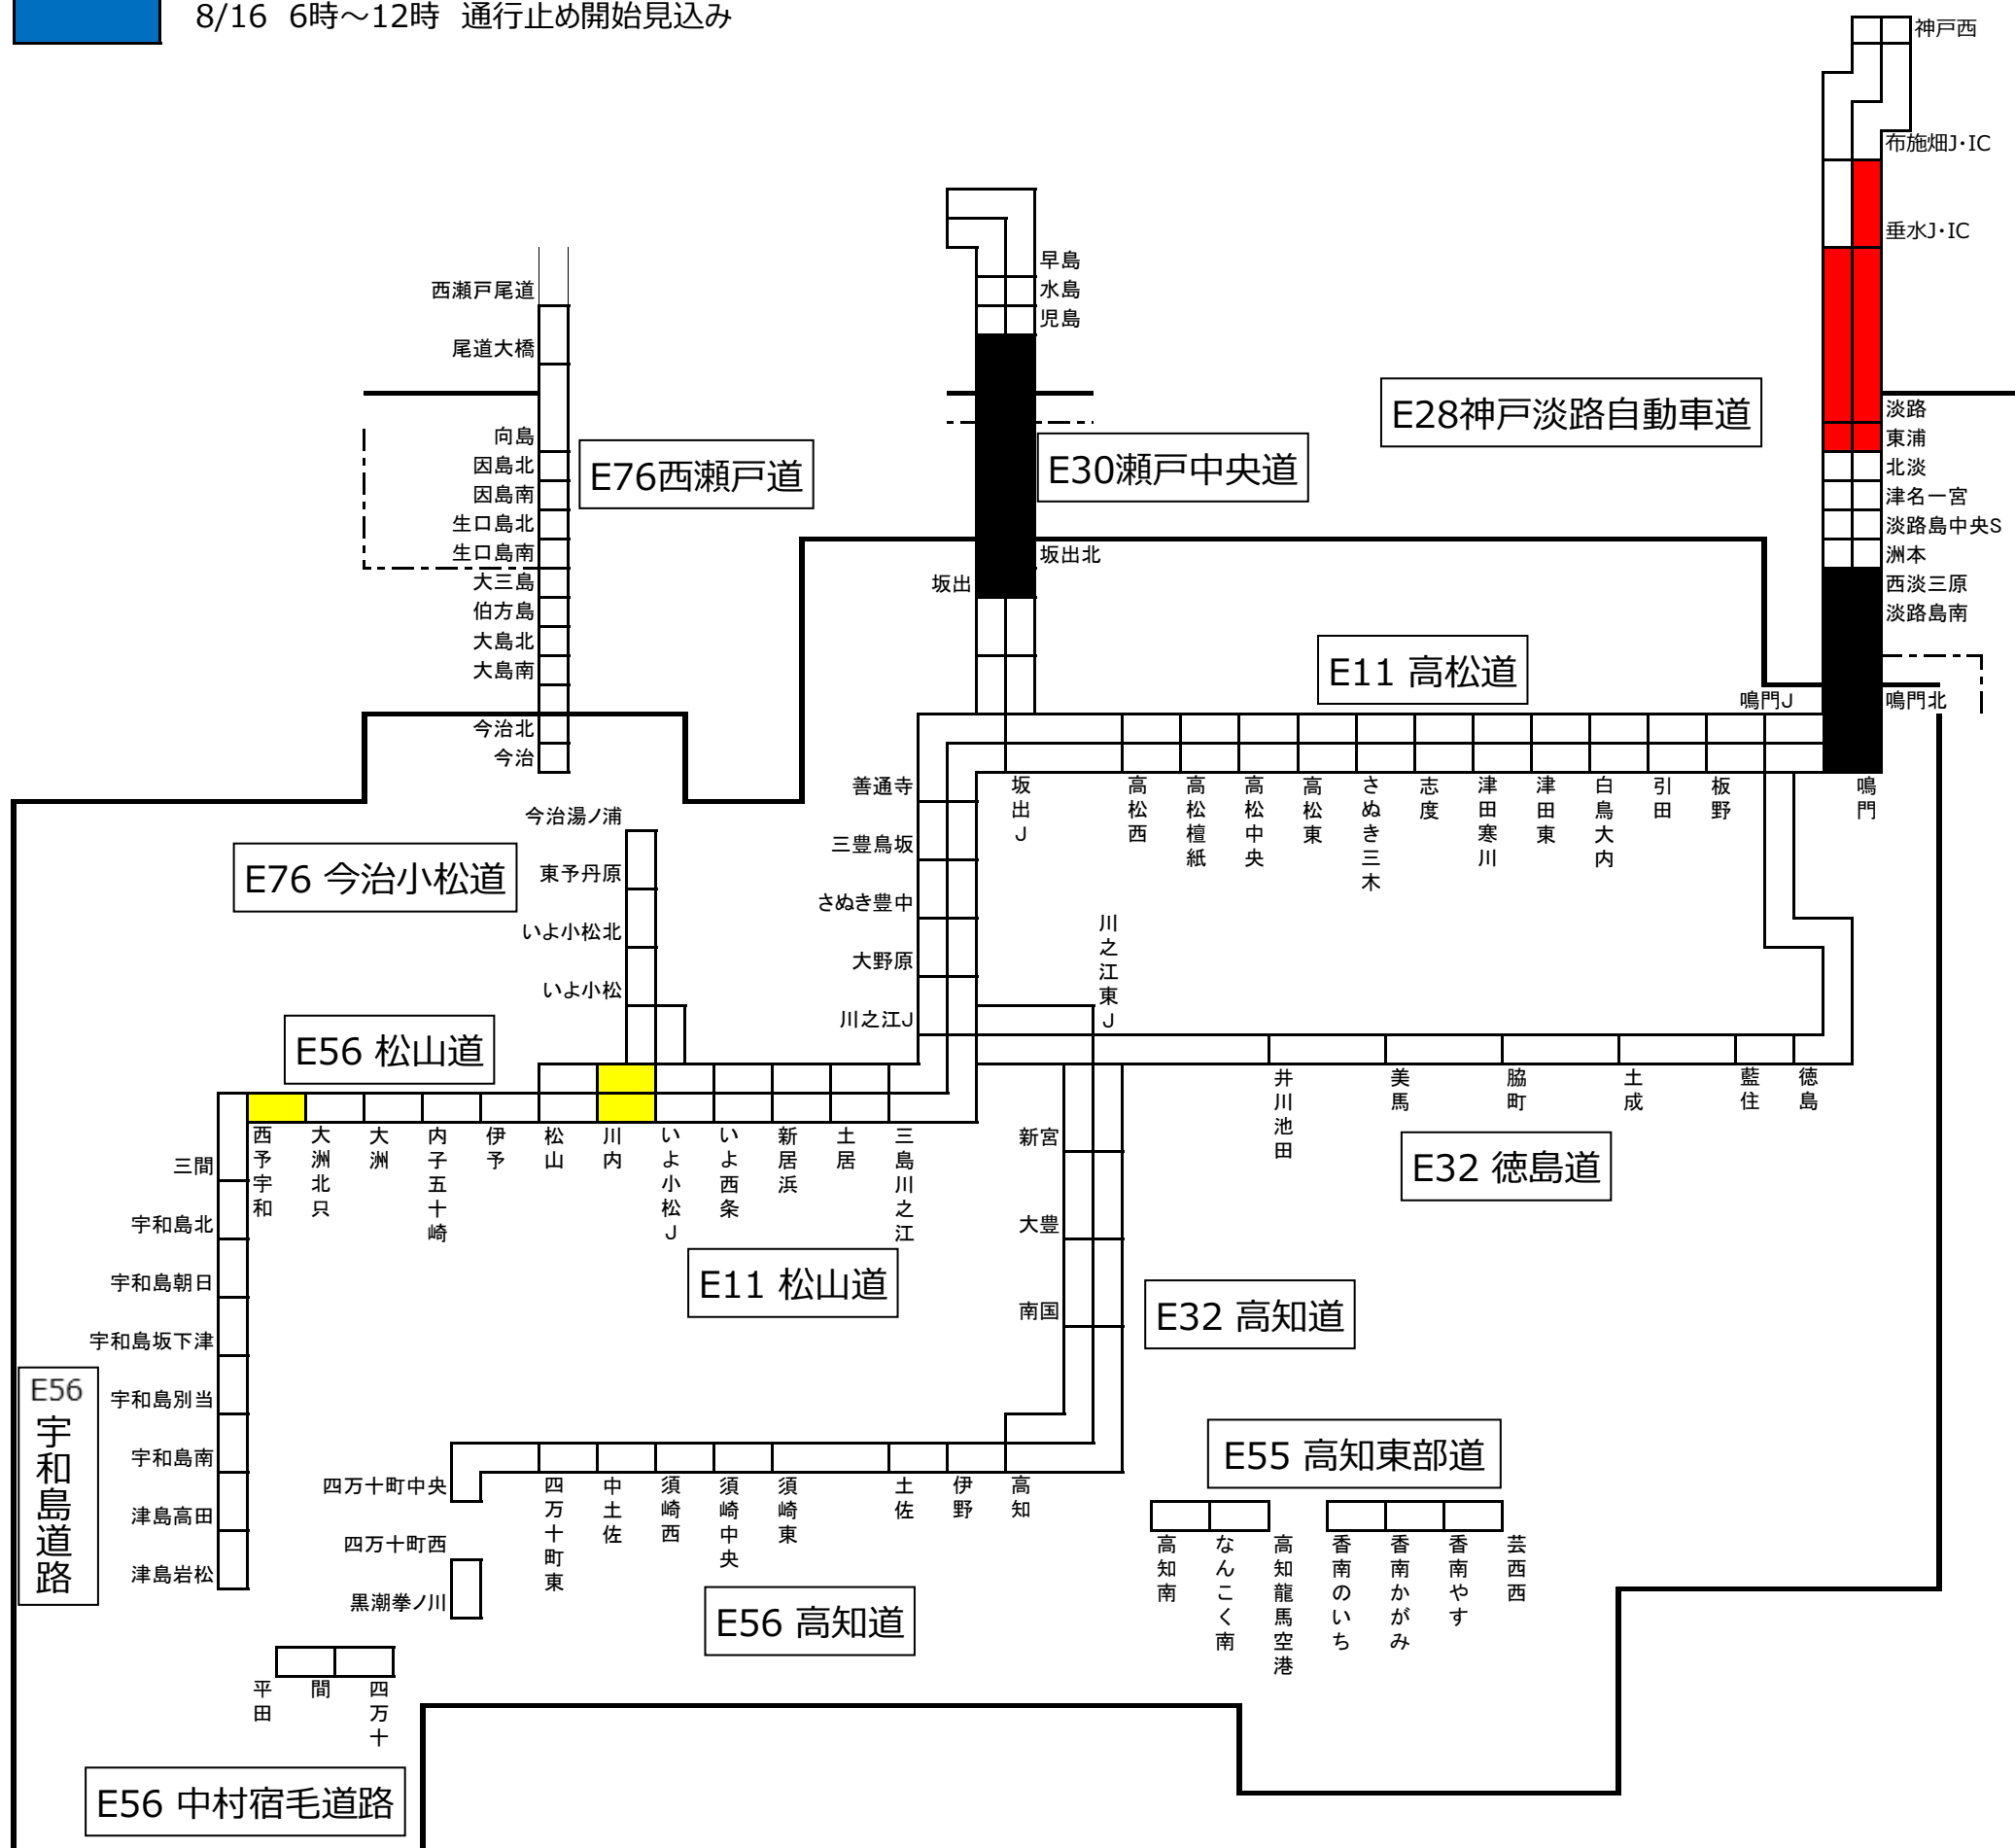 8/16 6時～12時 通行止め開始見込み
神戸西
布施畑J・IC
垂水J・IC
淡路
東浦
北淡
津名一宮
淡路島中央S
洲本
西淡三原
淡路島南
鳴門J
鳴門北
鳴門
E28神戸淡路自動車道
早島
水島
児島
坂出北
坂出
E30瀬戸中央道
西瀬戸尾道
尾道大橋
向島
因島北
因島南
生口島北
生口島南
大三島
伯方島
大島北
大島南
今治北
今治
E76西瀬戸道
E11 高松道
坂出J
高松西
高松檀紙
高松中央
高松東
さぬき三木
志度
津田寒川
津田東
白鳥大内
引田
板野
善通寺
三豊鳥坂
さぬき豊中
大野原
川之江J
川之江東J
今治湯ノ浦
東予丹原
いよ小松北
いよ小松
E76 今治小松道
E56 松山道
西予宇和
大洲北只
大洲
内子五十崎
伊予
松山
川内
いよ小松J
いよ西条
新居浜
土居
三島川之江
E11 松山道
井川池田
美馬
脇町
土成
藍住
徳島
E32 徳島道
新宮
大豊
南国
E32 高知道
三間
宇和島北
宇和島朝日
宇和島坂下津
宇和島別当
宇和島南
津島高田
津島岩松
E56
宇和島道路
四万十町中央
四万十町西
黒潮拳ノ川
四万十町東
中土佐
須崎西
須崎中央
須崎東
土佐
伊野
高知
E56 高知道
E55 高知東部道
高知南
なんこく南
高知龍馬空港
香南のいち
香南かがみ
香南やす
芸西西
平田
間
四万十
E56 中村宿毛道路